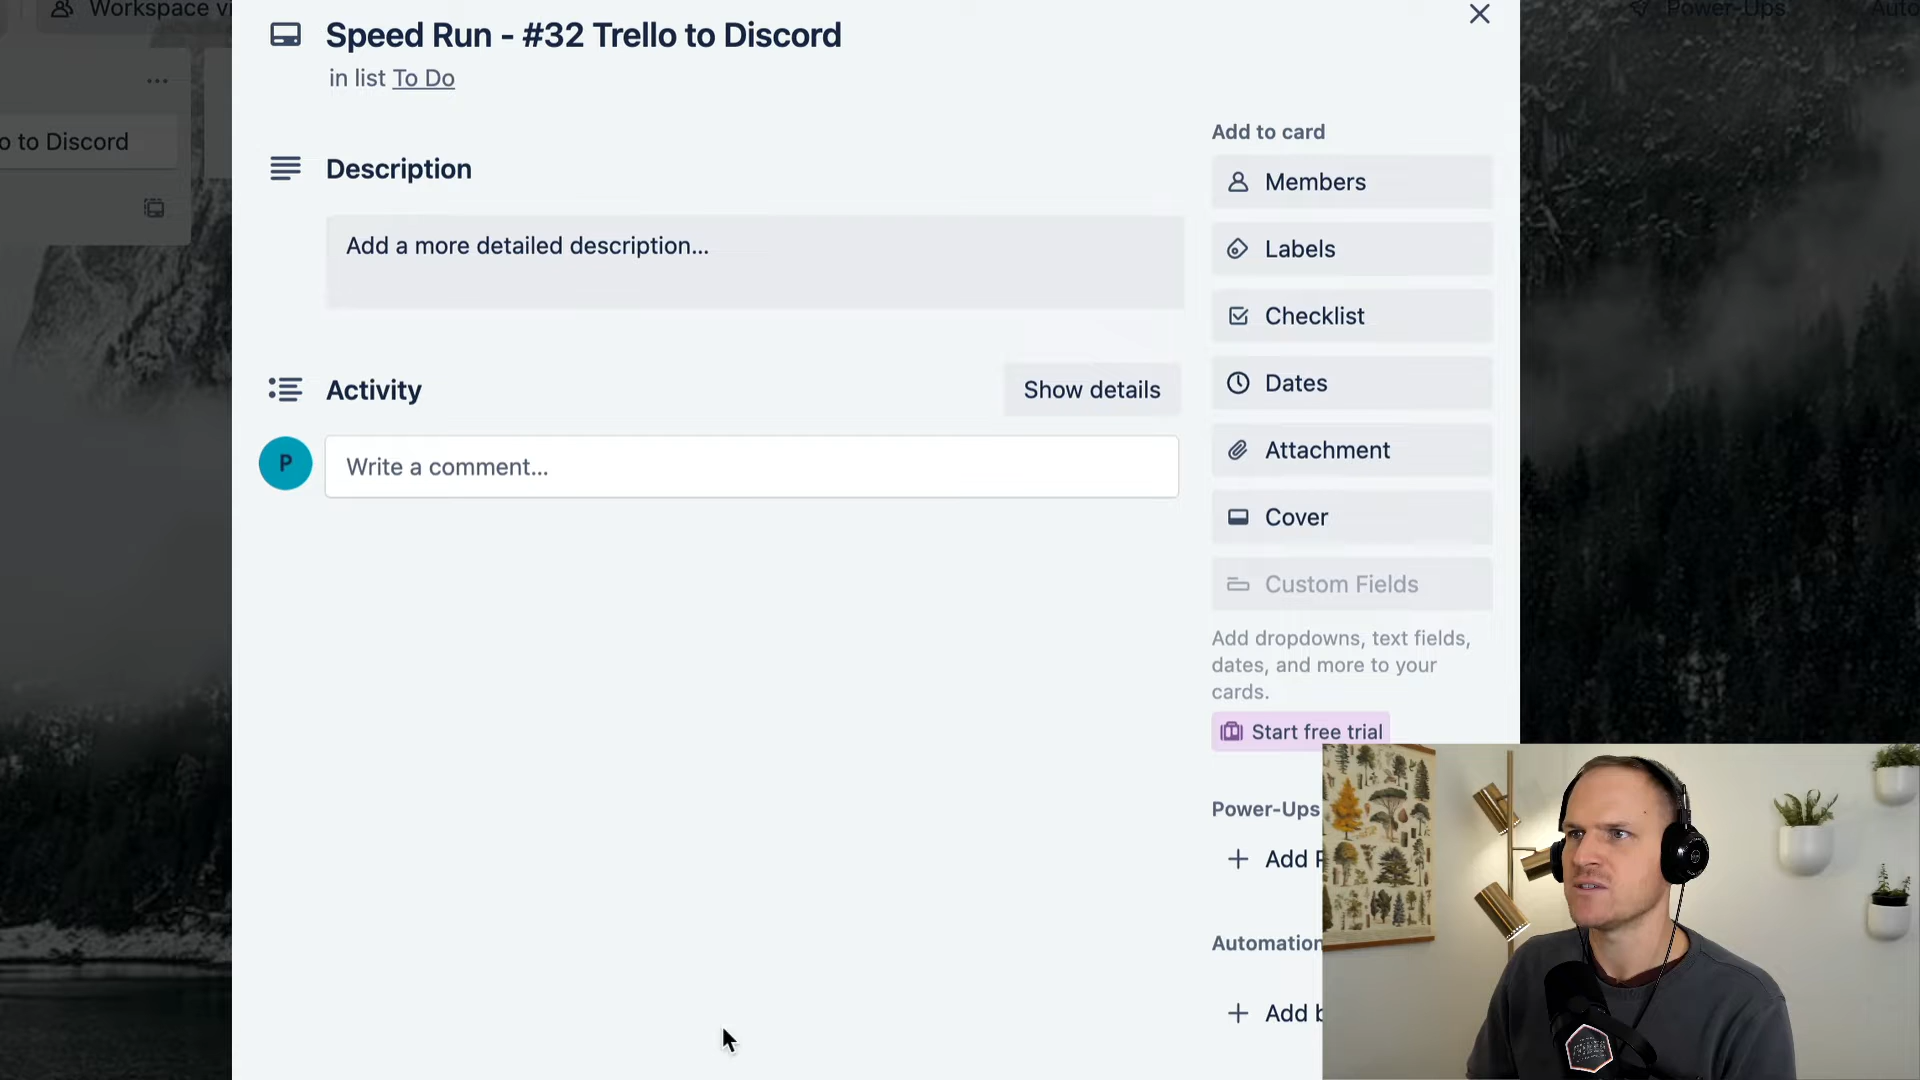 Workspace vi
Power-Ups
Auto
Speed Run - #32 Trello to Discord
in list To Do
o to Discord
Add to card
Description
Members
Add a more detailed description...
Labels
Checklist
Activity
Show details
Dates
P
Write a comment...
Attachment
Cover
Custom Fields
Add dropdowns, text fields,
dates, and more to your
cards.
Start free trial
Power-Ups
Add P
Automation
Add b